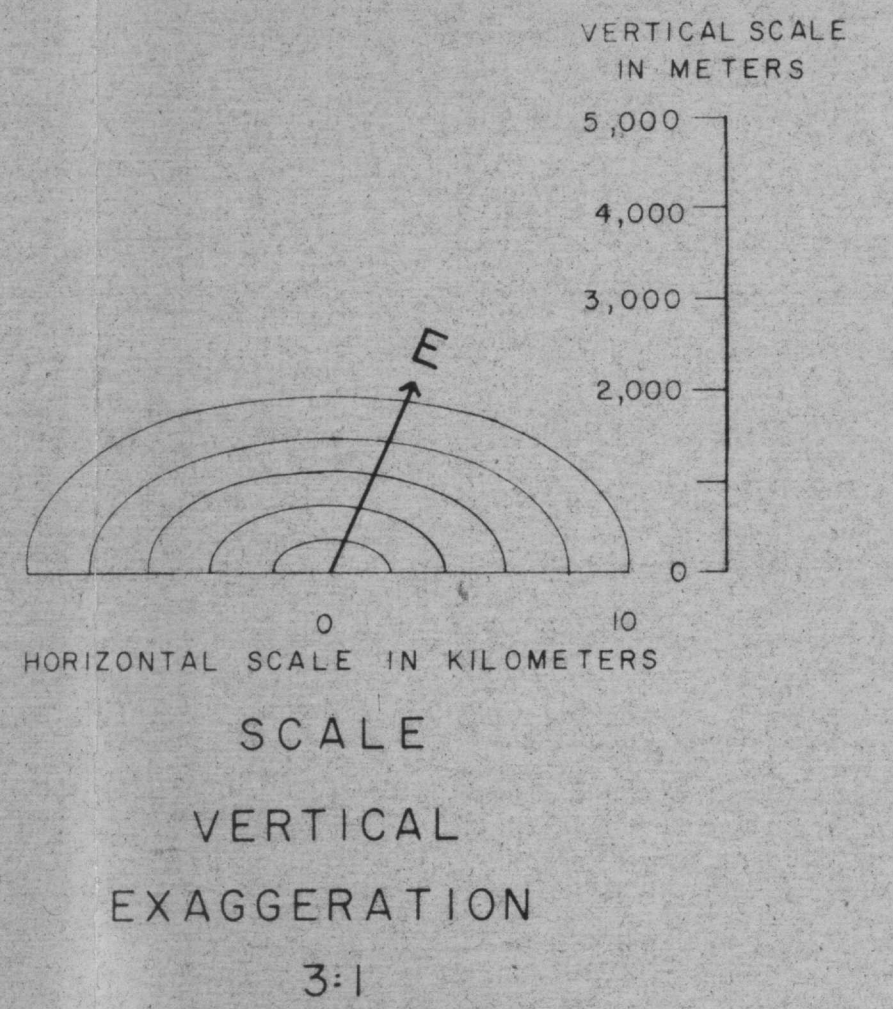 VERTICAL SCALE
IN METERS
5,000
4,000
3,000
2,000
0
E
0 10
HORIZONTAL SCALE IN KILOMETERS
SCALE
VERTICAL
EXAGGERATION
3:1